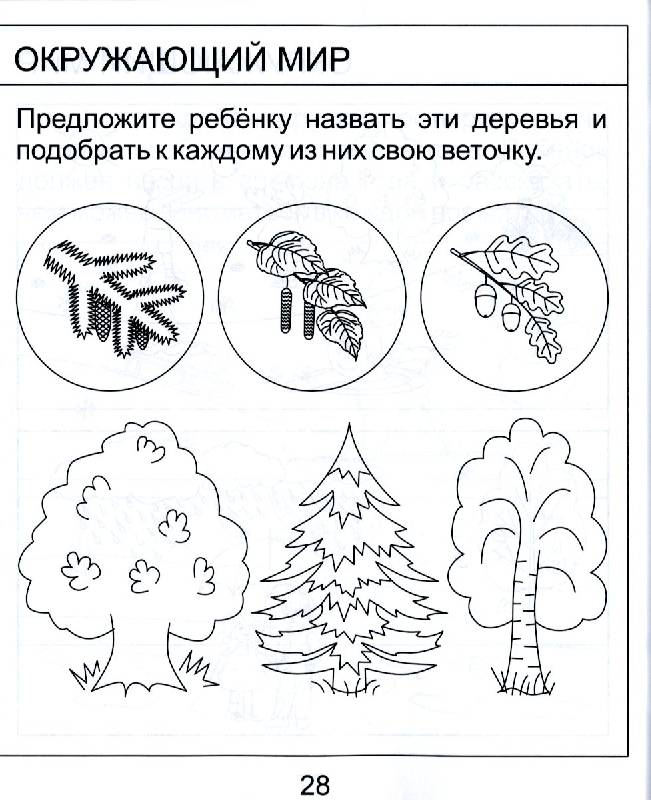 ОКРУЖАЮЩИЙ МИР
Предложите ребёнку назвать эти деревья и
подобрать к каждому из них свою веточку.
28